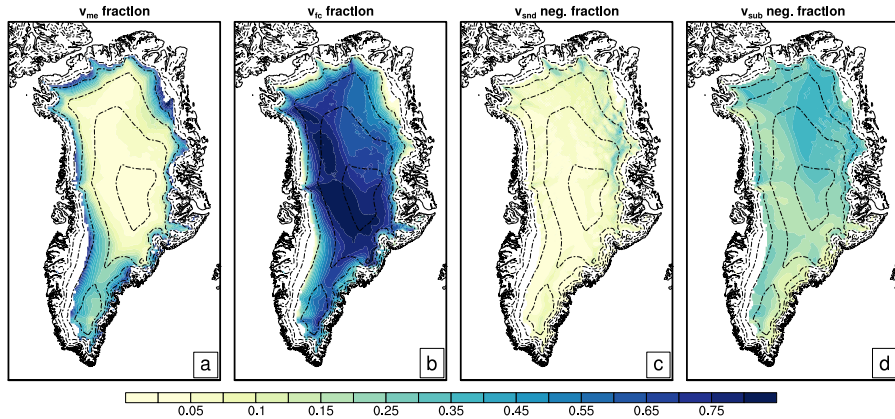 v_me fraction
v_fc fraction
v_snd neg. fraction
v_sub neg. fraction
a
b
c
d
0.05 0.1 0.15 0.25 0.35 0.45 0.55 0.65 0.75